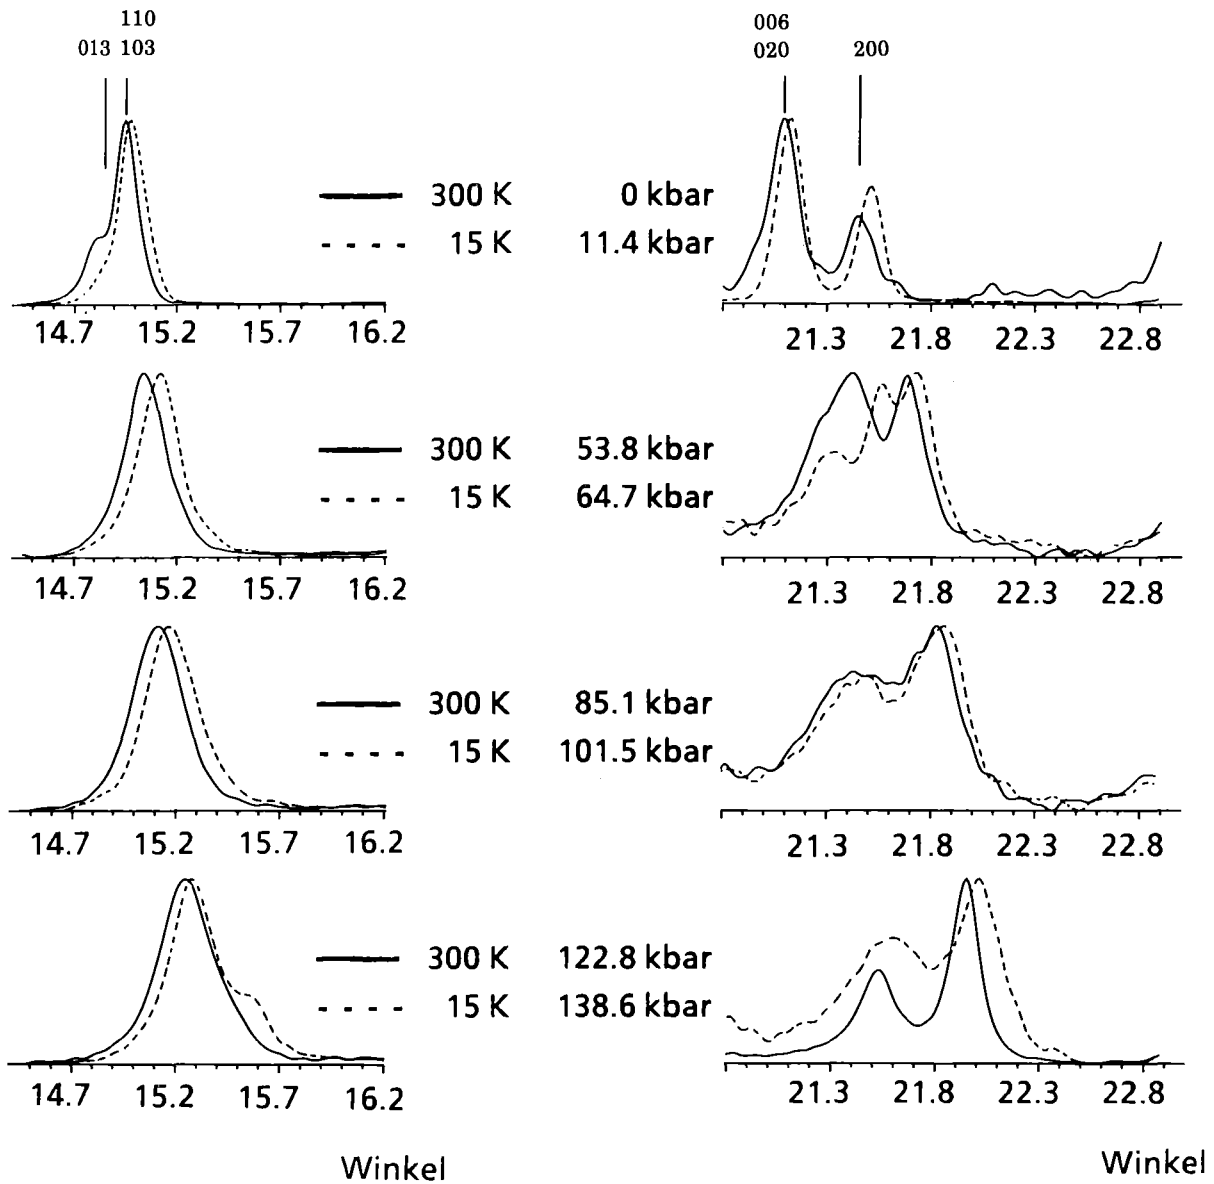 110
013 103
006
020 200
300 K 0 kbar
15 K 11.4 kbar
14.7 15.2 15.7 16.2
21.3 21.8 22.3 22.8
300 K 53.8 kbar
15 K 64.7 kbar
14.7 15.2 15.7 16.2
21.3 21.8 22.3 22.8
300 K 85.1 kbar
15 K 101.5 kbar
14.7 15.2 15.7 16.2
21.3 21.8 22.3 22.8
300 K 122.8 kbar
15 K 138.6 kbar
14.7 15.2 15.7 16.2
21.3 21.8 22.3 22.8
Winkel
Winkel